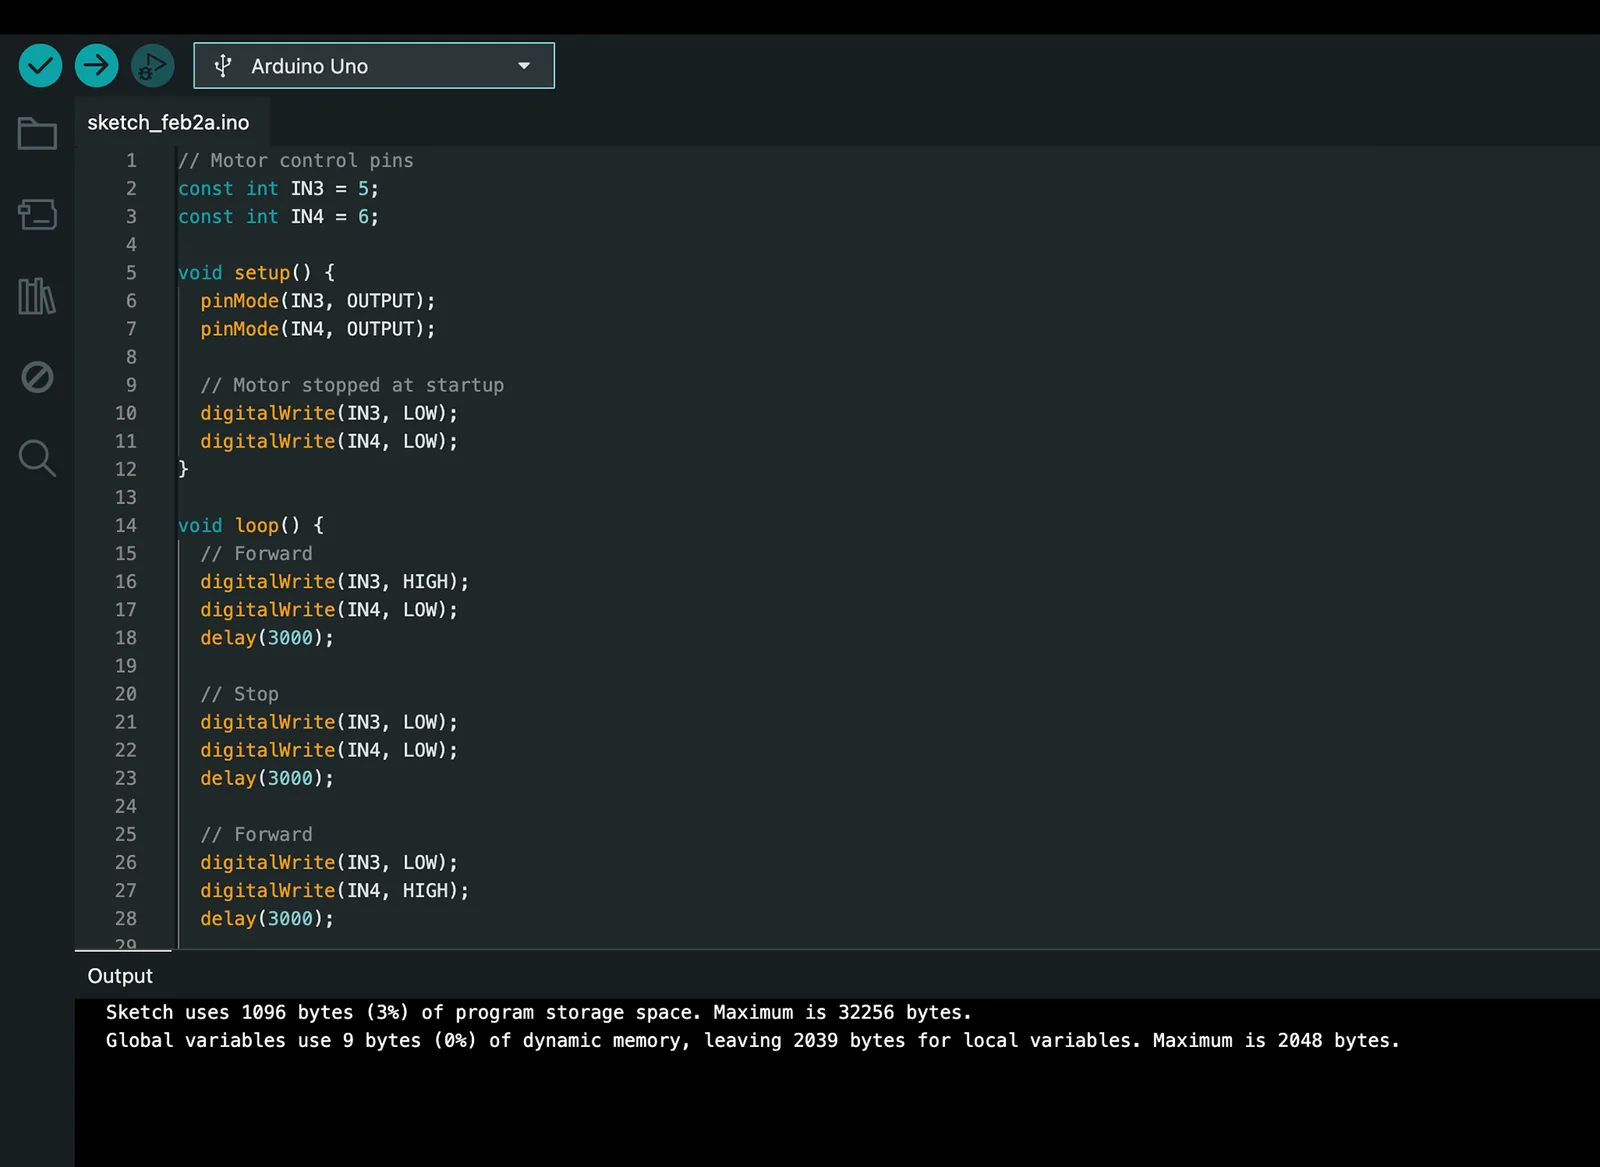 Arduino Uno
sketch_feb2a.ino
1 // Motor control pins
2 const int IN3 = 5;
3 const int IN4 = 6;
4
5 void setup() {
6   pinMode(IN3, OUTPUT);
7   pinMode(IN4, OUTPUT);
8
9   // Motor stopped at startup
10   digitalWrite(IN3, LOW);
11   digitalWrite(IN4, LOW);
12 }
13
14 void loop() {
15   // Forward
16   digitalWrite(IN3, HIGH);
17   digitalWrite(IN4, LOW);
18   delay(3000);
19
20   // Stop
21   digitalWrite(IN3, LOW);
22   digitalWrite(IN4, LOW);
23   delay(3000);
24
25   // Forward
26   digitalWrite(IN3, LOW);
27   digitalWrite(IN4, HIGH);
28   delay(3000);
29
Output
Sketch uses 1096 bytes (3%) of program storage space. Maximum is 32256 bytes.
Global variables use 9 bytes (0%) of dynamic memory, leaving 2039 bytes for local variables. Maximum is 2048 bytes.